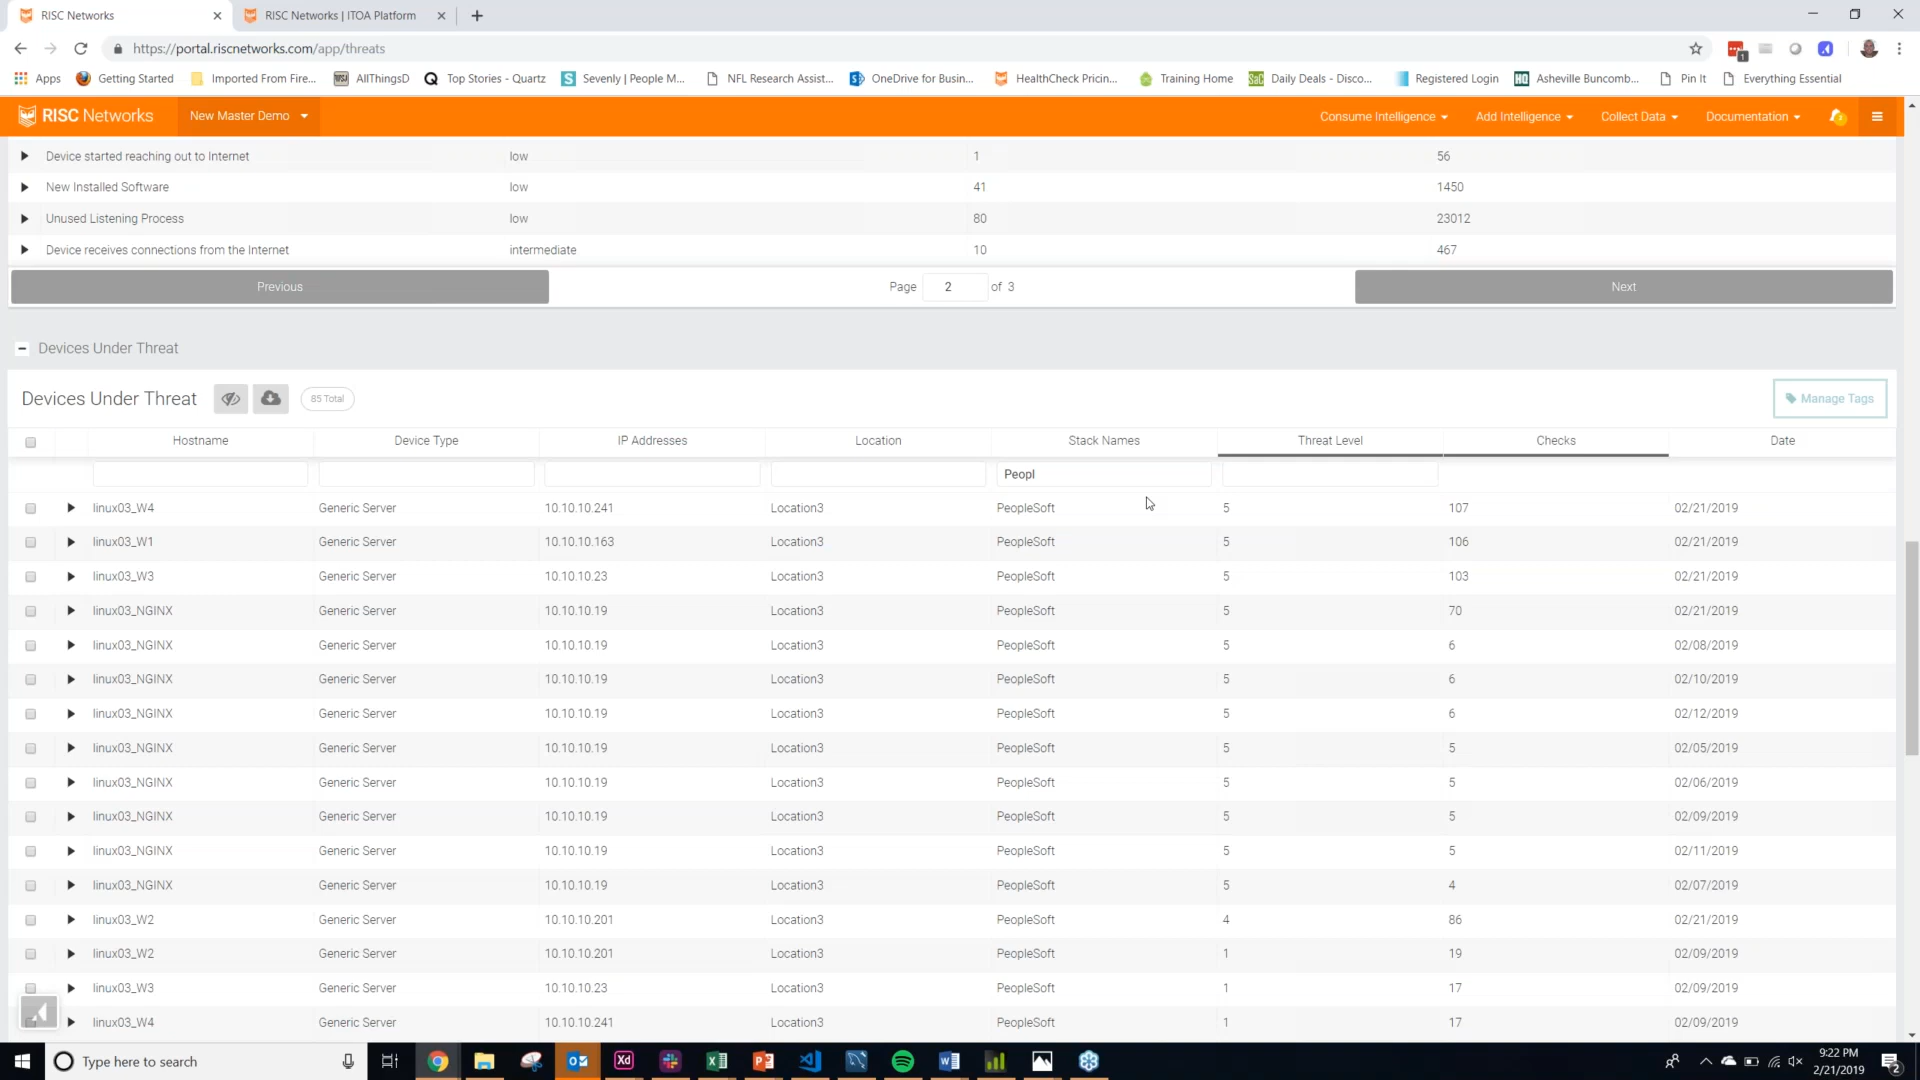 RISC Networks
RISC Networks | ITOA Platform
https://portal.riscnetworks.com/app/threats
1
Apps
Getting Started
Imported From Fire...
AllThingsD
Top Stories - Quartz
Sevenly | People M...
NFL Research Assist...
OneDrive for Busin...
HealthCheck Pricin...
Training Home
Daily Deals - Disco...
Registered Login
Asheville Buncomb...
Pin It
Everything Essential
RISC Networks
New Master Demo
Consume Intelligence
Add Intelligence
Collect Data
Documentation
Device started reaching out to Internet low 1 56
New Installed Software low 41 1450
Unused Listening Process low 80 23012
Device receives connections from the Internet intermediate 10 467
Previous Page 2 of 3 Next
Devices Under Threat
Devices Under Threat 85 Total Manage Tags
Hostname Device Type IP Addresses Location Stack Names Threat Level Checks Date
Peopl
linux03_W4 Generic Server 10.10.10.241 Location3 PeopleSoft 5 107 02/21/2019
linux03_W1 Generic Server 10.10.10.163 Location3 PeopleSoft 5 106 02/21/2019
linux03_W3 Generic Server 10.10.10.23 Location3 PeopleSoft 5 103 02/21/2019
linux03_NGINX Generic Server 10.10.10.19 Location3 PeopleSoft 5 70 02/21/2019
linux03_NGINX Generic Server 10.10.10.19 Location3 PeopleSoft 5 6 02/08/2019
linux03_NGINX Generic Server 10.10.10.19 Location3 PeopleSoft 5 6 02/10/2019
linux03_NGINX Generic Server 10.10.10.19 Location3 PeopleSoft 5 6 02/12/2019
linux03_NGINX Generic Server 10.10.10.19 Location3 PeopleSoft 5 5 02/05/2019
linux03_NGINX Generic Server 10.10.10.19 Location3 PeopleSoft 5 5 02/06/2019
linux03_NGINX Generic Server 10.10.10.19 Location3 PeopleSoft 5 5 02/09/2019
linux03_NGINX Generic Server 10.10.10.19 Location3 PeopleSoft 5 5 02/11/2019
linux03_NGINX Generic Server 10.10.10.19 Location3 PeopleSoft 5 4 02/07/2019
linux03_W2 Generic Server 10.10.10.201 Location3 PeopleSoft 4 86 02/21/2019
linux03_W2 Generic Server 10.10.10.201 Location3 PeopleSoft 1 19 02/09/2019
linux03_W3 Generic Server 10.10.10.23 Location3 PeopleSoft 1 17 02/09/2019
linux03_W4 Generic Server 10.10.10.241 Location3 PeopleSoft 1 17 02/09/2019
Type here to search
Xd
9:22 PM
2/21/2019
2